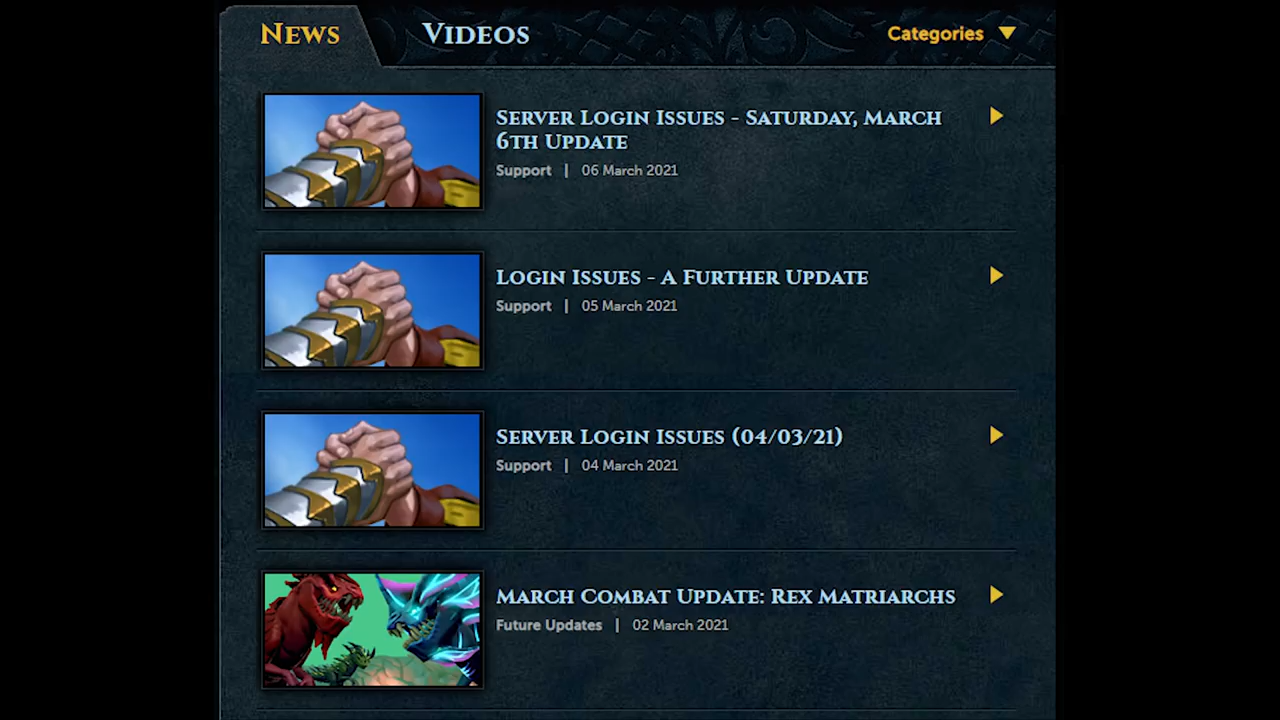 News
Videos
Categories
Server Login Issues - Saturday, March
6th Update
Support | 06 March 2021
Login Issues - A Further Update
Support | 05 March 2021
Server Login Issues (04/03/21)
Support | 04 March 2021
March Combat Update: Rex Matriarchs
Future Updates | 02 March 2021